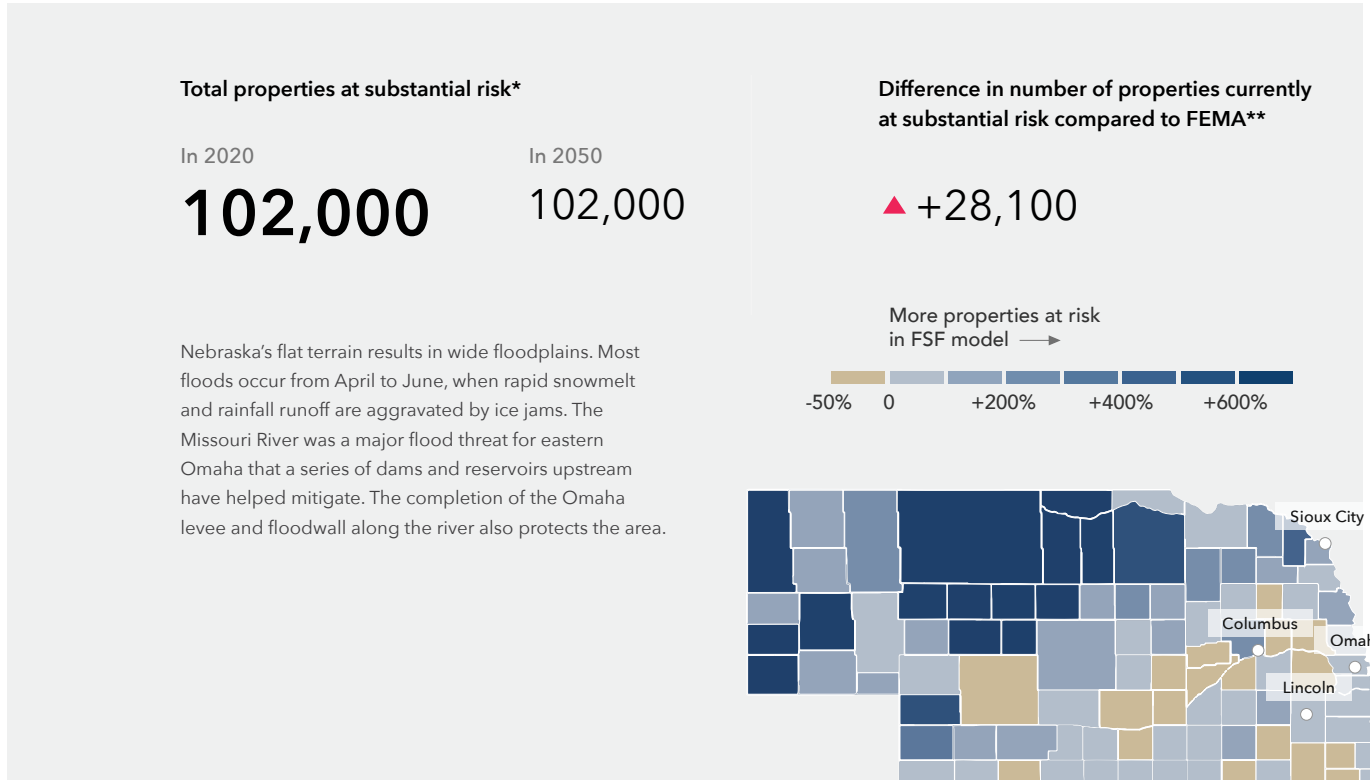 Total properties at substantial risk*
In 2020
102,000
In 2050
102,000
Nebraska's flat terrain results in wide floodplains. Most
floods occur from April to June, when rapid snowmelt
and rainfall runoff are aggravated by ice jams. The
Missouri River was a major flood threat for eastern
Omaha that a series of dams and reservoirs upstream
have helped mitigate. The completion of the Omaha
levee and floodwall along the river also protects the area.
Difference in number of properties currently
at substantial risk compared to FEMA**
+28,100
More properties at risk
in FSF model
-50% 0 +200% +400% +600%
Sioux City
Columbus
Omah
Lincoln